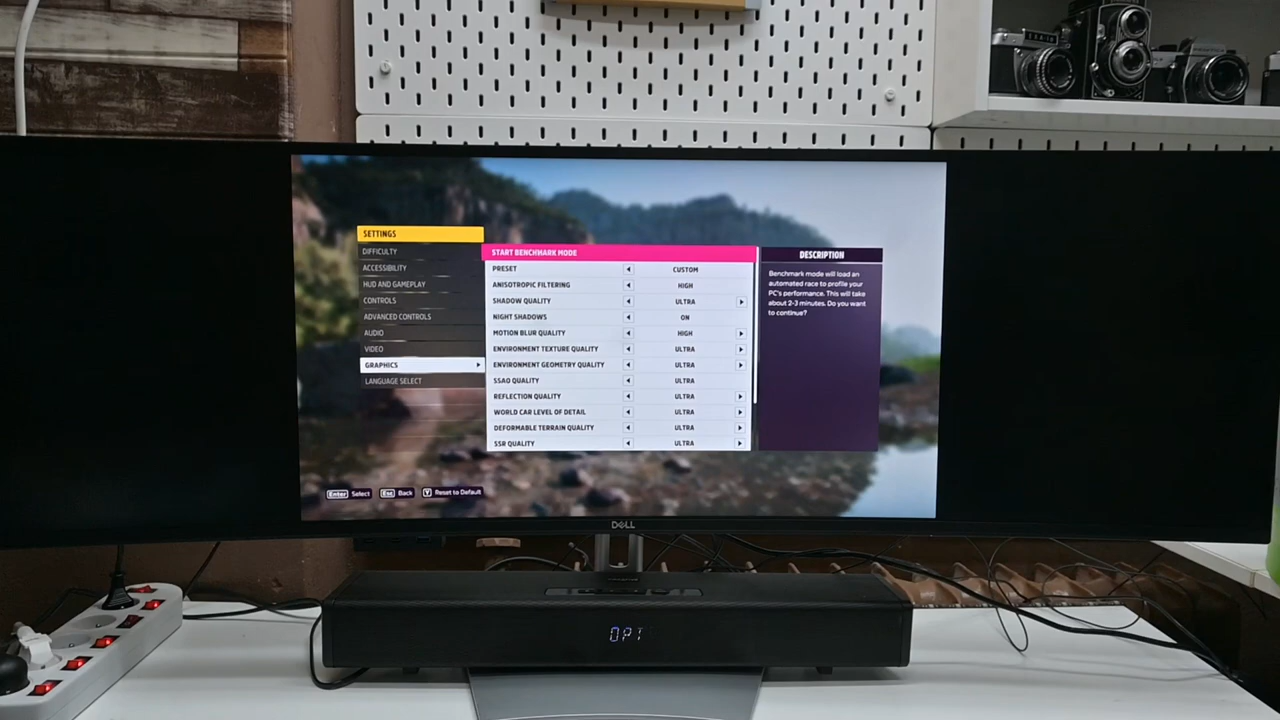 SETTINGS
DIFFICULTY
ACCESSIBILITY
HUD AND GAMEPLAY
CONTROLS
ADVANCED CONTROLS
AUDIO
VIDEO
GRAPHICS
LANGUAGE SELECT
START BENCHMARK MODE
PRESET CUSTOM
ANISOTROPIC FILTERING HIGH
SHADOW QUALITY ULTRA
NIGHT SHADOWS ON
MOTION BLUR QUALITY HIGH
ENVIRONMENT TEXTURE QUALITY ULTRA
ENVIRONMENT GEOMETRY QUALITY ULTRA
SSAO QUALITY ULTRA
REFLECTION QUALITY ULTRA
WORLD CAR LEVEL OF DETAIL ULTRA
DEFORMABLE TERRAIN QUALITY ULTRA
SSR QUALITY ULTRA
DESCRIPTION
Benchmark mode will load an
automated race to profile your
PC's performance. This will take
about 2-3 minutes. Do you want
to continue?
Enter Select Esc Back Y Reset to Default
DELL
OPT